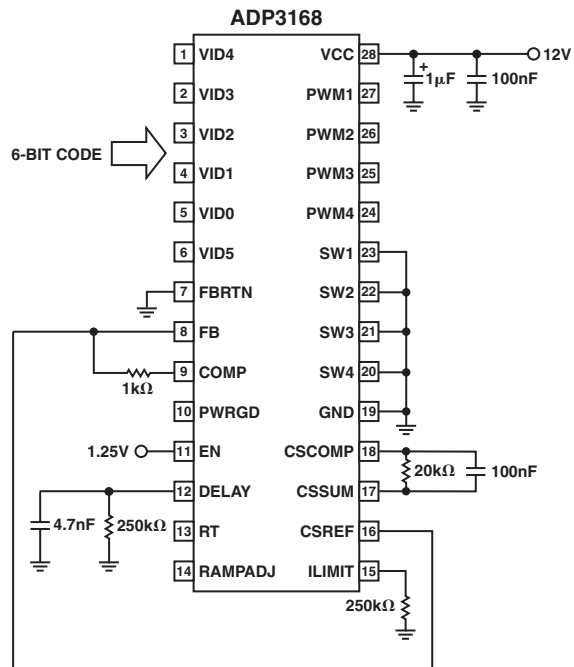 ADP3168
1 VID4
2 VID3
3 VID2
4 VID1
5 VID0
6 VID5
7 FBRTN
8 FB
9 COMP
10 PWRGD
11 EN
12 DELAY
13 RT
14 RAMPADJ
6-BIT CODE
1kΩ
1.25V
4.7nF
250kΩ
VCC 28
PWM1 27
PWM2 26
PWM3 25
PWM4 24
SW1 23
SW2 22
SW3 21
SW4 20
GND 19
CSCOMP 18
CSSUM 17
CSREF 16
ILIMIT 15
12V
+
1μF
100nF
20kΩ
100nF
250kΩ